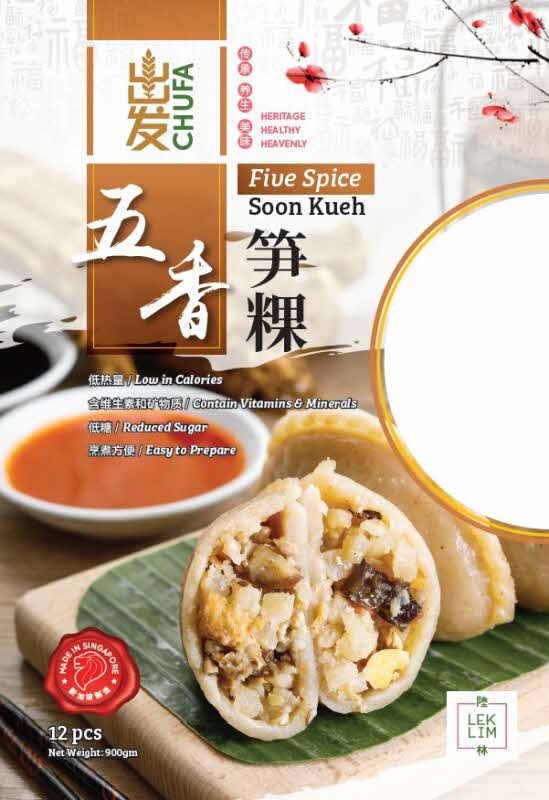 出发
CHUFA
传承 养生 美味
HERITAGE
HEALTHY
HEAVENLY
Five Spice
Soon Kueh
五香
笋粿
低热量 / Low in Calories
含维生素和矿物质 / Contain Vitamins & Minerals
低糖 / Reduced Sugar
烹煮方便 / Easy to Prepare
MADE IN SINGAPORE
新加坡製造
12 pcs
Net Weight: 900gm
陸
LEK
LIM
林